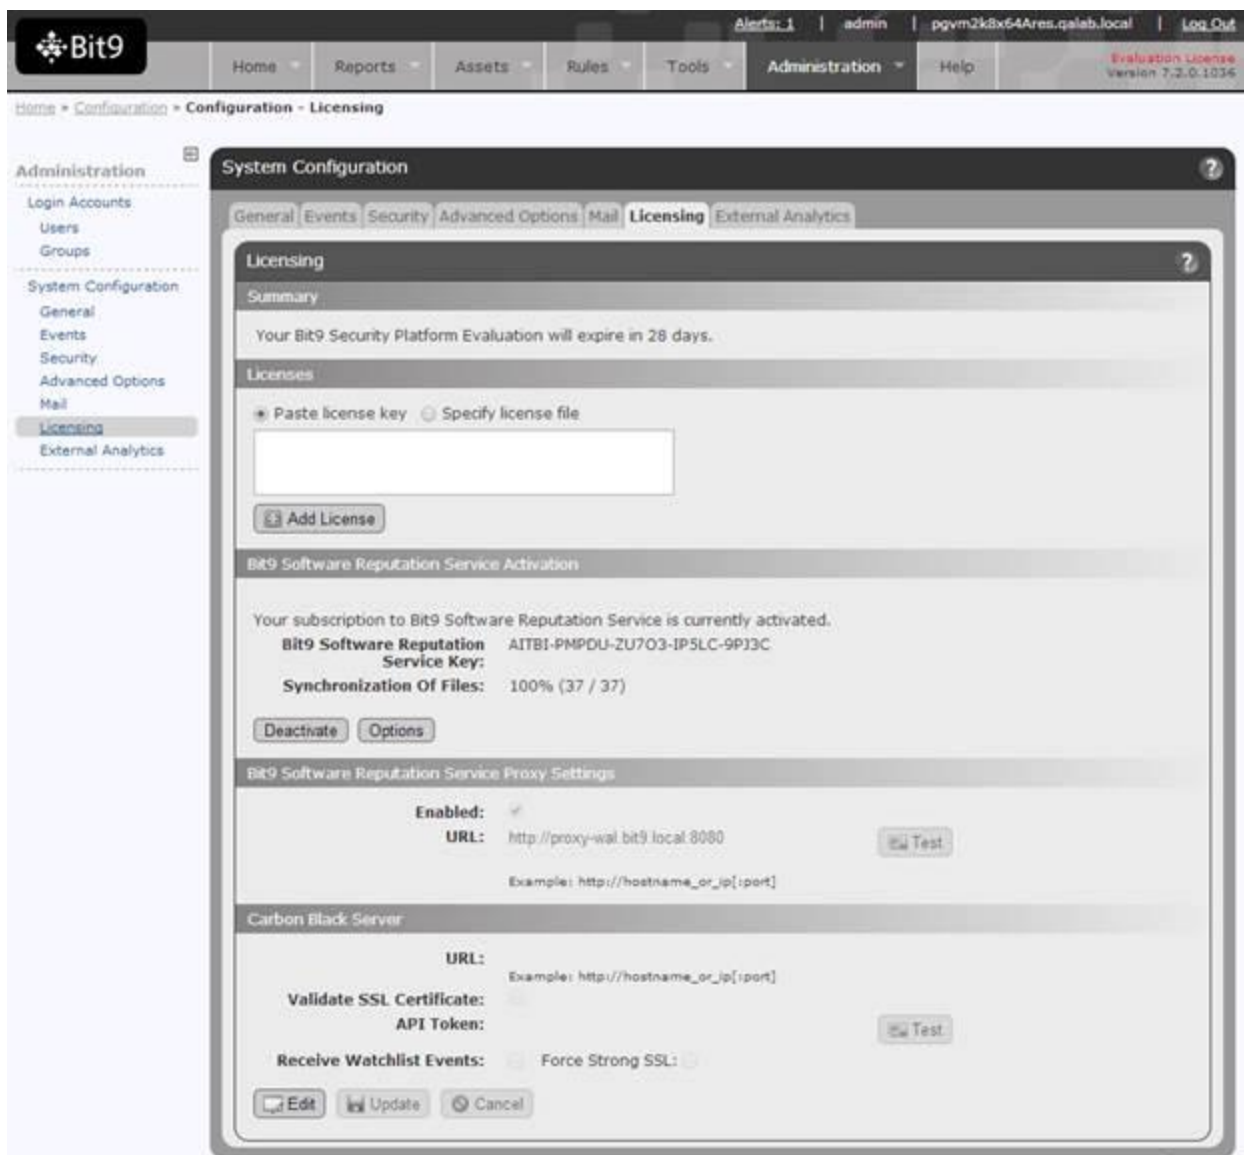 Alerts: 1 | admin | pgvm2k8x64Ares.qalab.local | Log Out
Bit9
Home Reports Assets Rules Tools Administration Help
Evaluation License
Version 7.2.0.1036
Home » Configuration » Configuration - Licensing
Administration
Login Accounts
Users
Groups
System Configuration
General
Events
Security
Advanced Options
Mail
Licensing
External Analytics
System Configuration ?
General Events Security Advanced Options Mail Licensing External Analytics
Licensing ?
Summary
Your Bit9 Security Platform Evaluation will expire in 28 days.
Licenses
Paste license key Specify license file
Add License
Bit9 Software Reputation Service Activation
Your subscription to Bit9 Software Reputation Service is currently activated.
Bit9 Software Reputation AITBI-PMPDU-ZU7O3-IP5LC-9PJ3C
Service Key:
Synchronization Of Files: 100% (37 / 37)
Deactivate Options
Bit9 Software Reputation Service Proxy Settings
Enabled:
URL: http://proxy-wal.bit9.local:8080 Test
Example: http://hostname_or_ip[:port]
Carbon Black Server
URL:
Example: http://hostname_or_ip[:port]
Validate SSL Certificate:
API Token: Test
Receive Watchlist Events: Force Strong SSL:
Edit Update Cancel